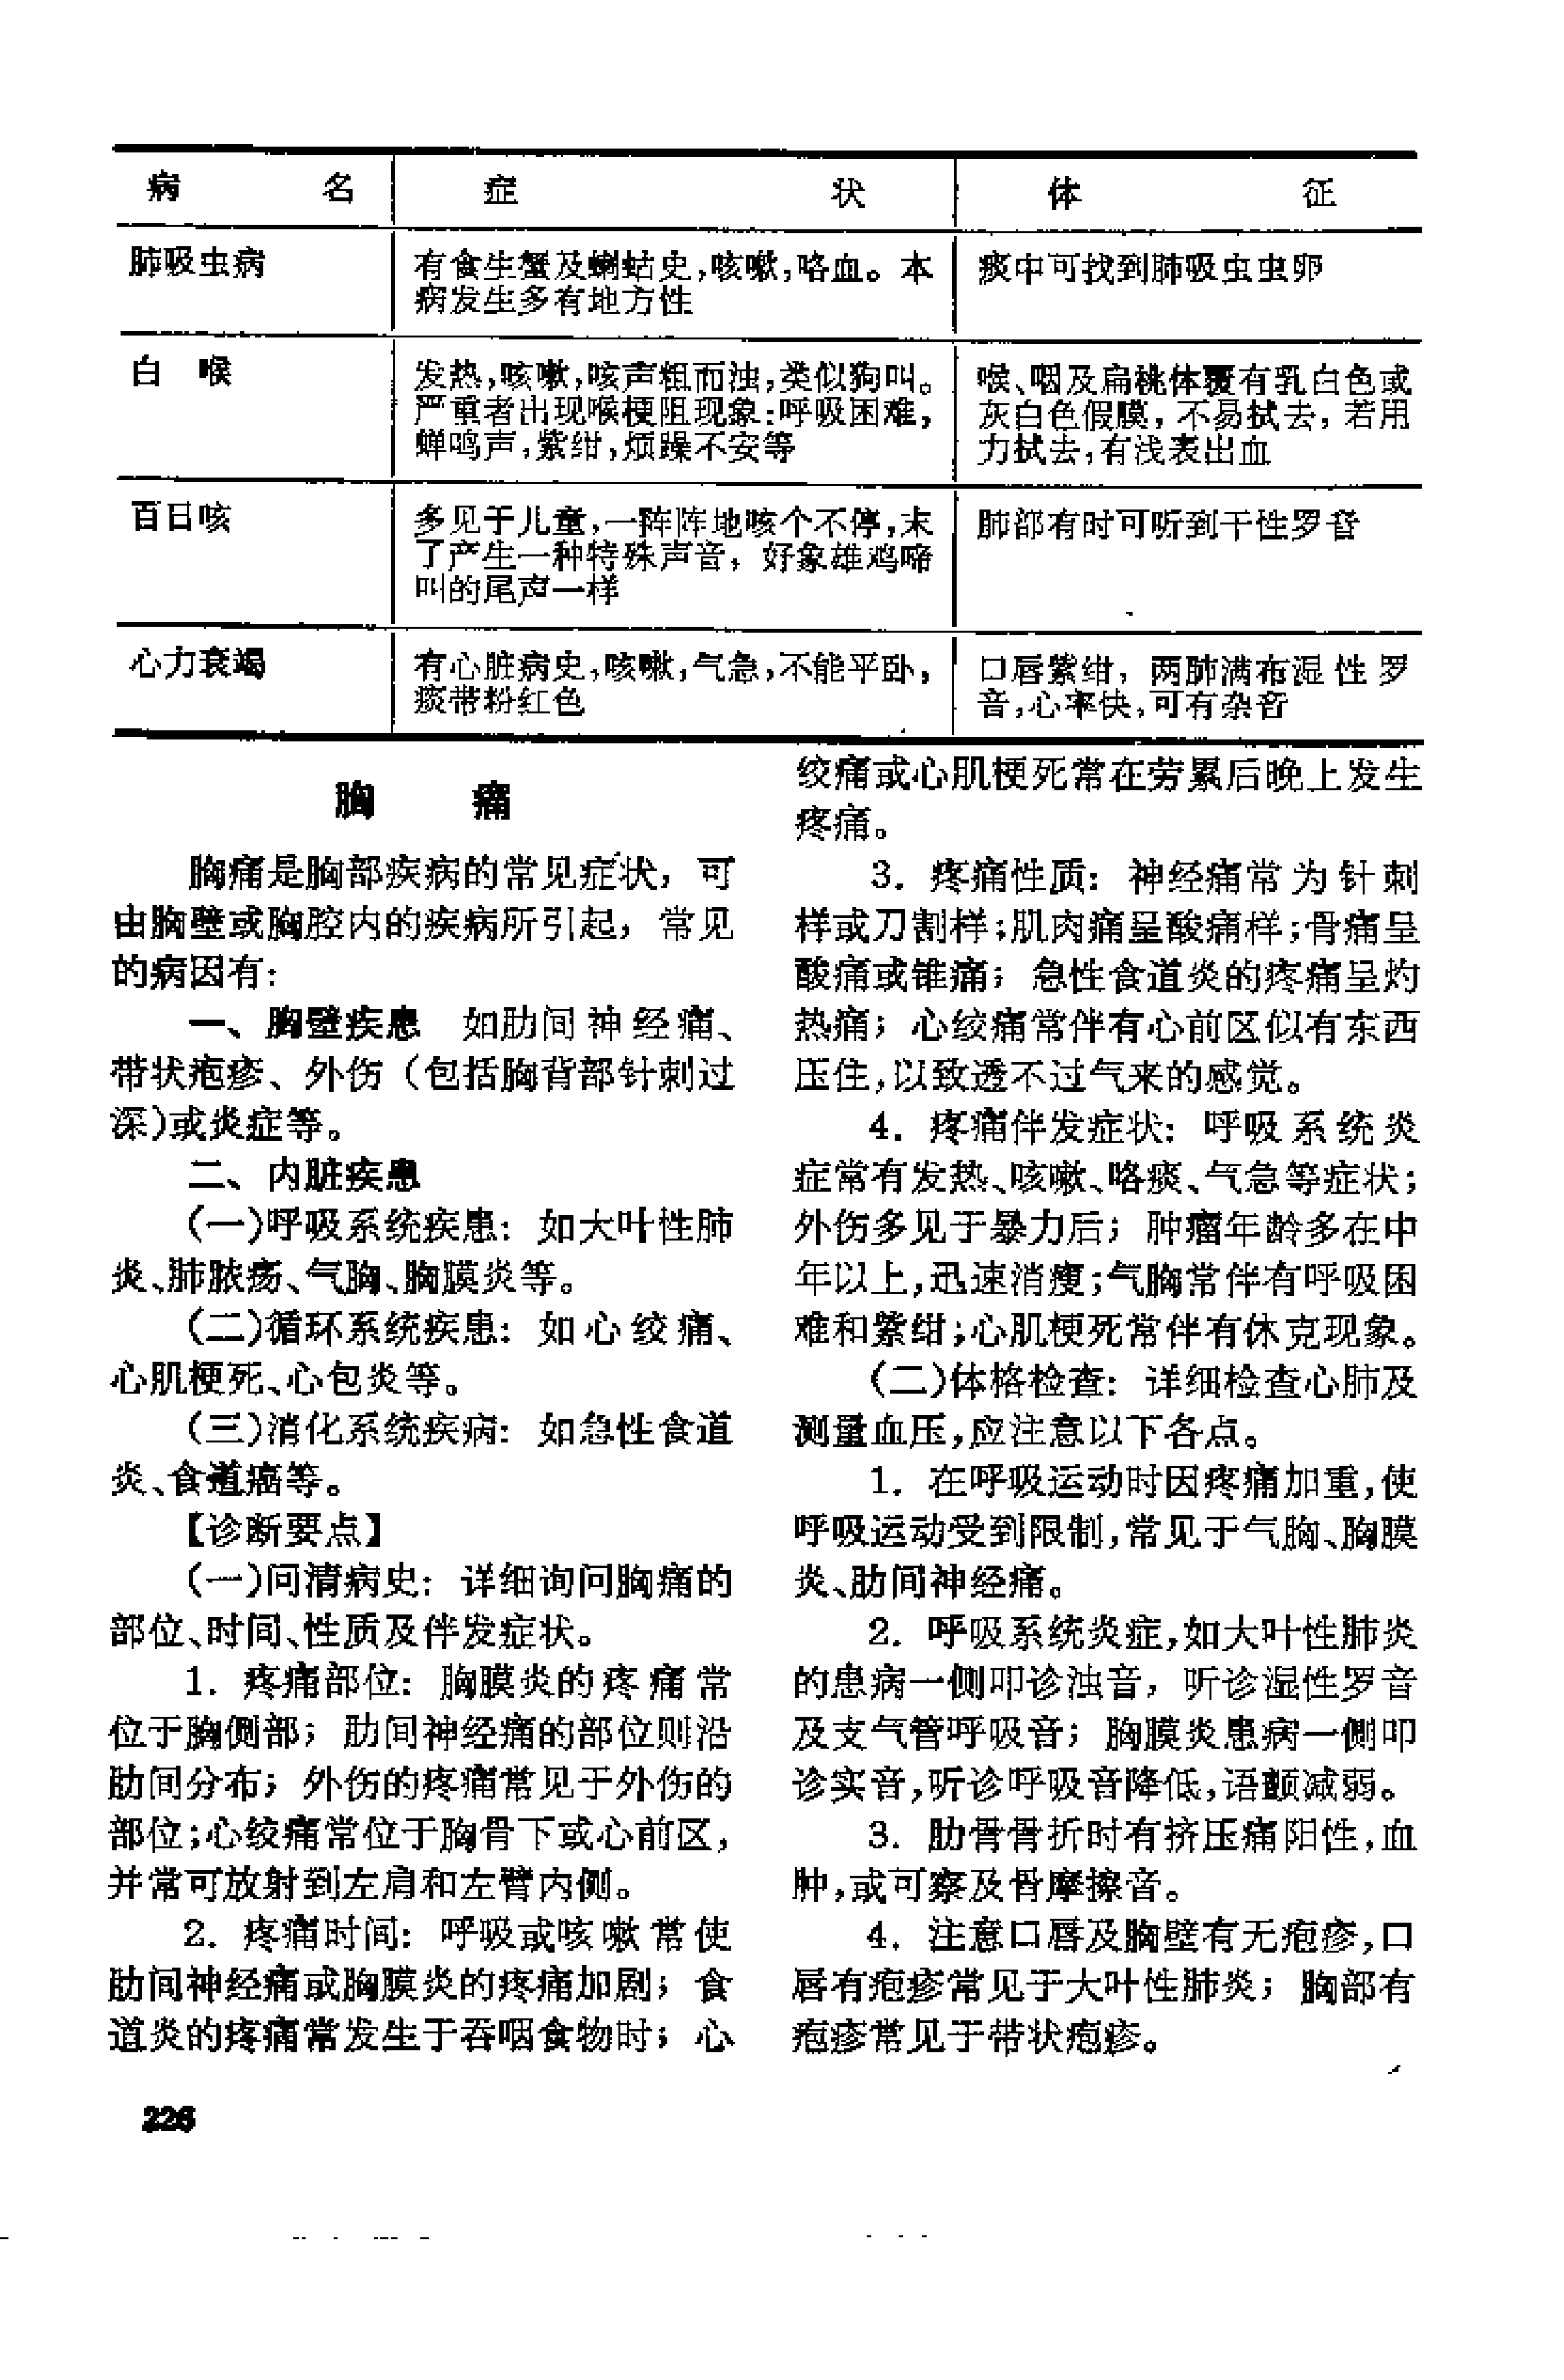 病 名 症 状 体 征
肺吸虫病 有食生蟹及蝲蛄史,咳嗽,咯血。本 痰中可找到肺吸虫虫卵
病发生多有地方性
白 喉 发热,咳嗽,咳声粗而浊,类似狗叫。 喉、咽及扁桃体覆有乳白色或
严重者出现喉梗阻现象:呼吸困难, 灰白色假膜,不易拭去,若用
蝉鸣声,紫绀,烦躁不安等 力拭去,有浅表出血
百日咳 多见于儿童,一阵阵地咳个不停,末 肺部有时可听到干性罗音
了产生一种特殊声音,好象雄鸡啼
叫的尾声一样
心力衰竭 有心脏病史,咳嗽,气急,不能平卧, 口唇紫绀,两肺满布湿性罗
痰带粉红色 音,心率快,可有杂音
胸 痛
胸痛是胸部疾病的常见症状,可
由胸壁或胸腔内的疾病所引起,常见
的病因有:
一、胸壁疾患 如肋间神经痛、
带状疱疹、外伤(包括胸背部针刺过
深)或炎症等。
二、内脏疾患
(一)呼吸系统疾患:如大叶性肺
炎、肺脓疡、气胸、胸膜炎等。
(二)循环系统疾患:如心绞痛、
心肌梗死、心包炎等。
(三)消化系统疾病:如急性食道
炎、食道癌等。
【诊断要点】
(一)问清病史:详细询问胸痛的
部位、时间、性质及伴发症状。
1. 疼痛部位:胸膜炎的疼痛常
位于胸侧部;肋间神经痛的部位则沿
肋间分布;外伤的疼痛常见于外伤的
部位;心绞痛常位于胸骨下或心前区,
并常可放射到左肩和左臂内侧。
2. 疼痛时间:呼吸或咳嗽常使
肋间神经痛或胸膜炎的疼痛加剧;食
道炎的疼痛常发生于吞咽食物时;心
绞痛或心肌梗死常在劳累后晚上发生
疼痛。
3. 疼痛性质:神经痛常为针刺
样或刀割样;肌肉痛呈酸痛样;骨痛呈
酸痛或锥痛;急性食道炎的疼痛呈灼
热痛;心绞痛常伴有心前区似有东西
压住,以致透不过气来的感觉。
4. 疼痛伴发症状:呼吸系统炎
症常有发热、咳嗽、咯痰、气急等症状;
外伤多见于暴力后;肿瘤年龄多在中
年以上,迅速消瘦;气胸常伴有呼吸困
难和紫绀;心肌梗死常伴有休克现象。
(二)体格检查:详细检查心肺及
测量血压,应注意以下各点。
1. 在呼吸运动时因疼痛加重,使
呼吸运动受到限制,常见于气胸、胸膜
炎、肋间神经痛。
2. 呼吸系统炎症,如大叶性肺炎
的患病一侧叩诊浊音,听诊湿性罗音
及支气管呼吸音;胸膜炎患病一侧叩
诊实音,听诊呼吸音降低,语颤减弱。
3. 肋骨骨折时有挤压痛阳性,血
肿,或可察及骨摩擦音。
4. 注意口唇及胸壁有无疱疹,口
唇有疱疹常见于大叶性肺炎;胸部有
疱疹常见于带状疱疹。
226